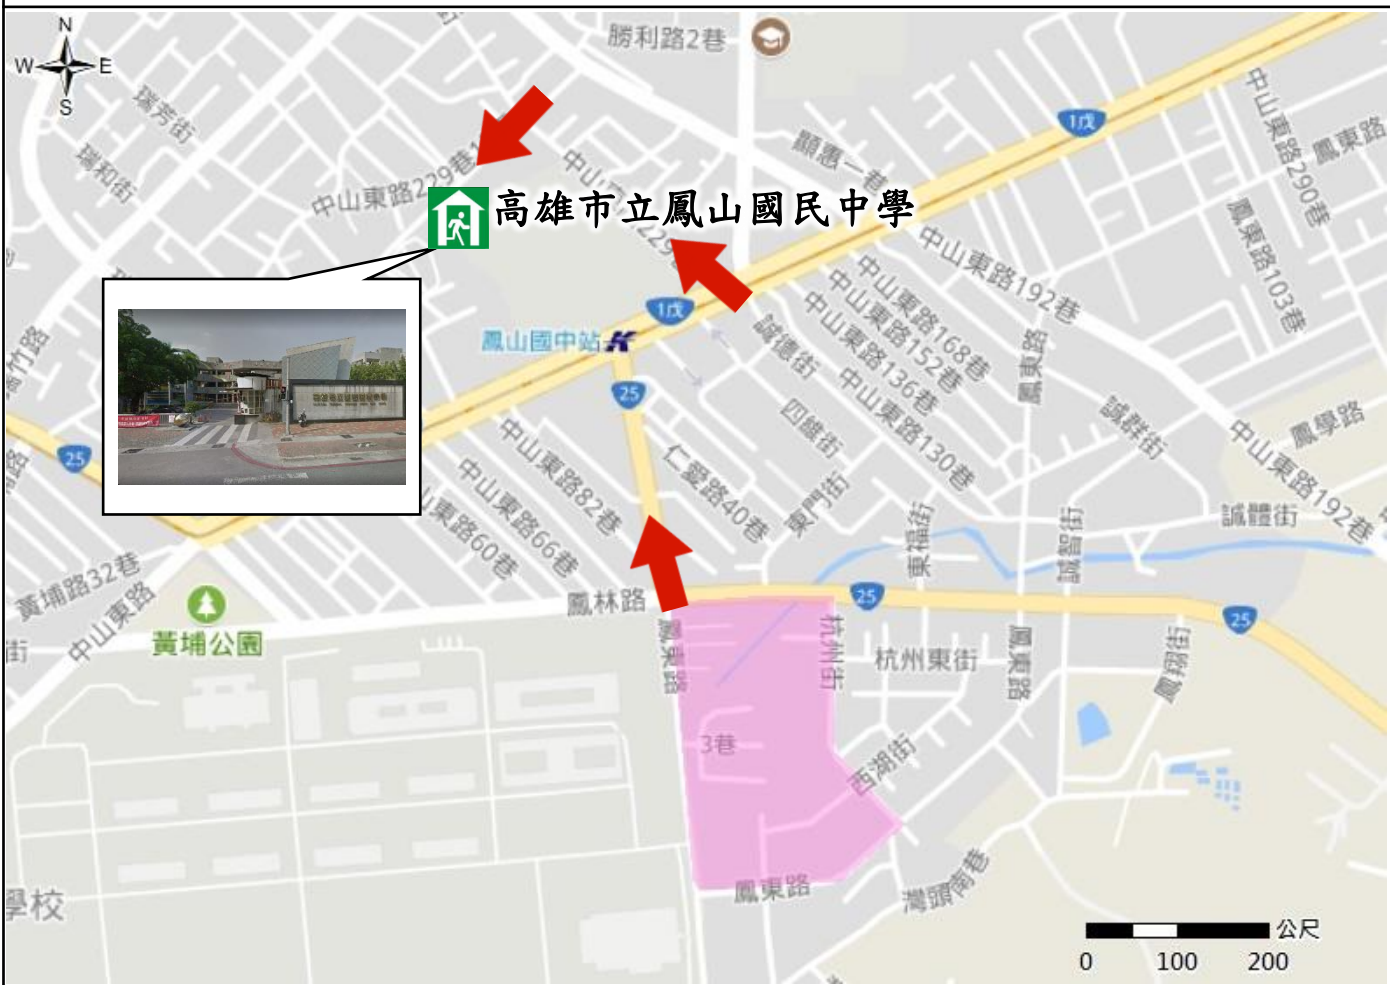 N
W
E
S
勝利路2巷
瑞芳街
瑞和街
中山東路229巷1
高雄市立鳳山國民中學
顯惠一巷
1戊
中山東路290巷
鳳東路
鳳東路103巷
中山東路192巷
中山東路168巷
中山東路152巷
中山東路136巷
中山東路130巷
1戊
鳳山國中站
誠德街
四維街
鳳東路
誠群街
鳳學路
中山東路192巷
25
25
中山東路82巷
中山東路66巷
山東路60巷
仁愛路40巷
東門街
東福街
誠智街
誠體街
黃埔路32巷
中山東路
街
黃埔公園
鳳林路
25
25
鳳東路
杭州街
杭州東街
鳳東路
鳳翔街
3巷
西湖街
鳳東路
灣頭南巷
學校
公尺
0 100 200